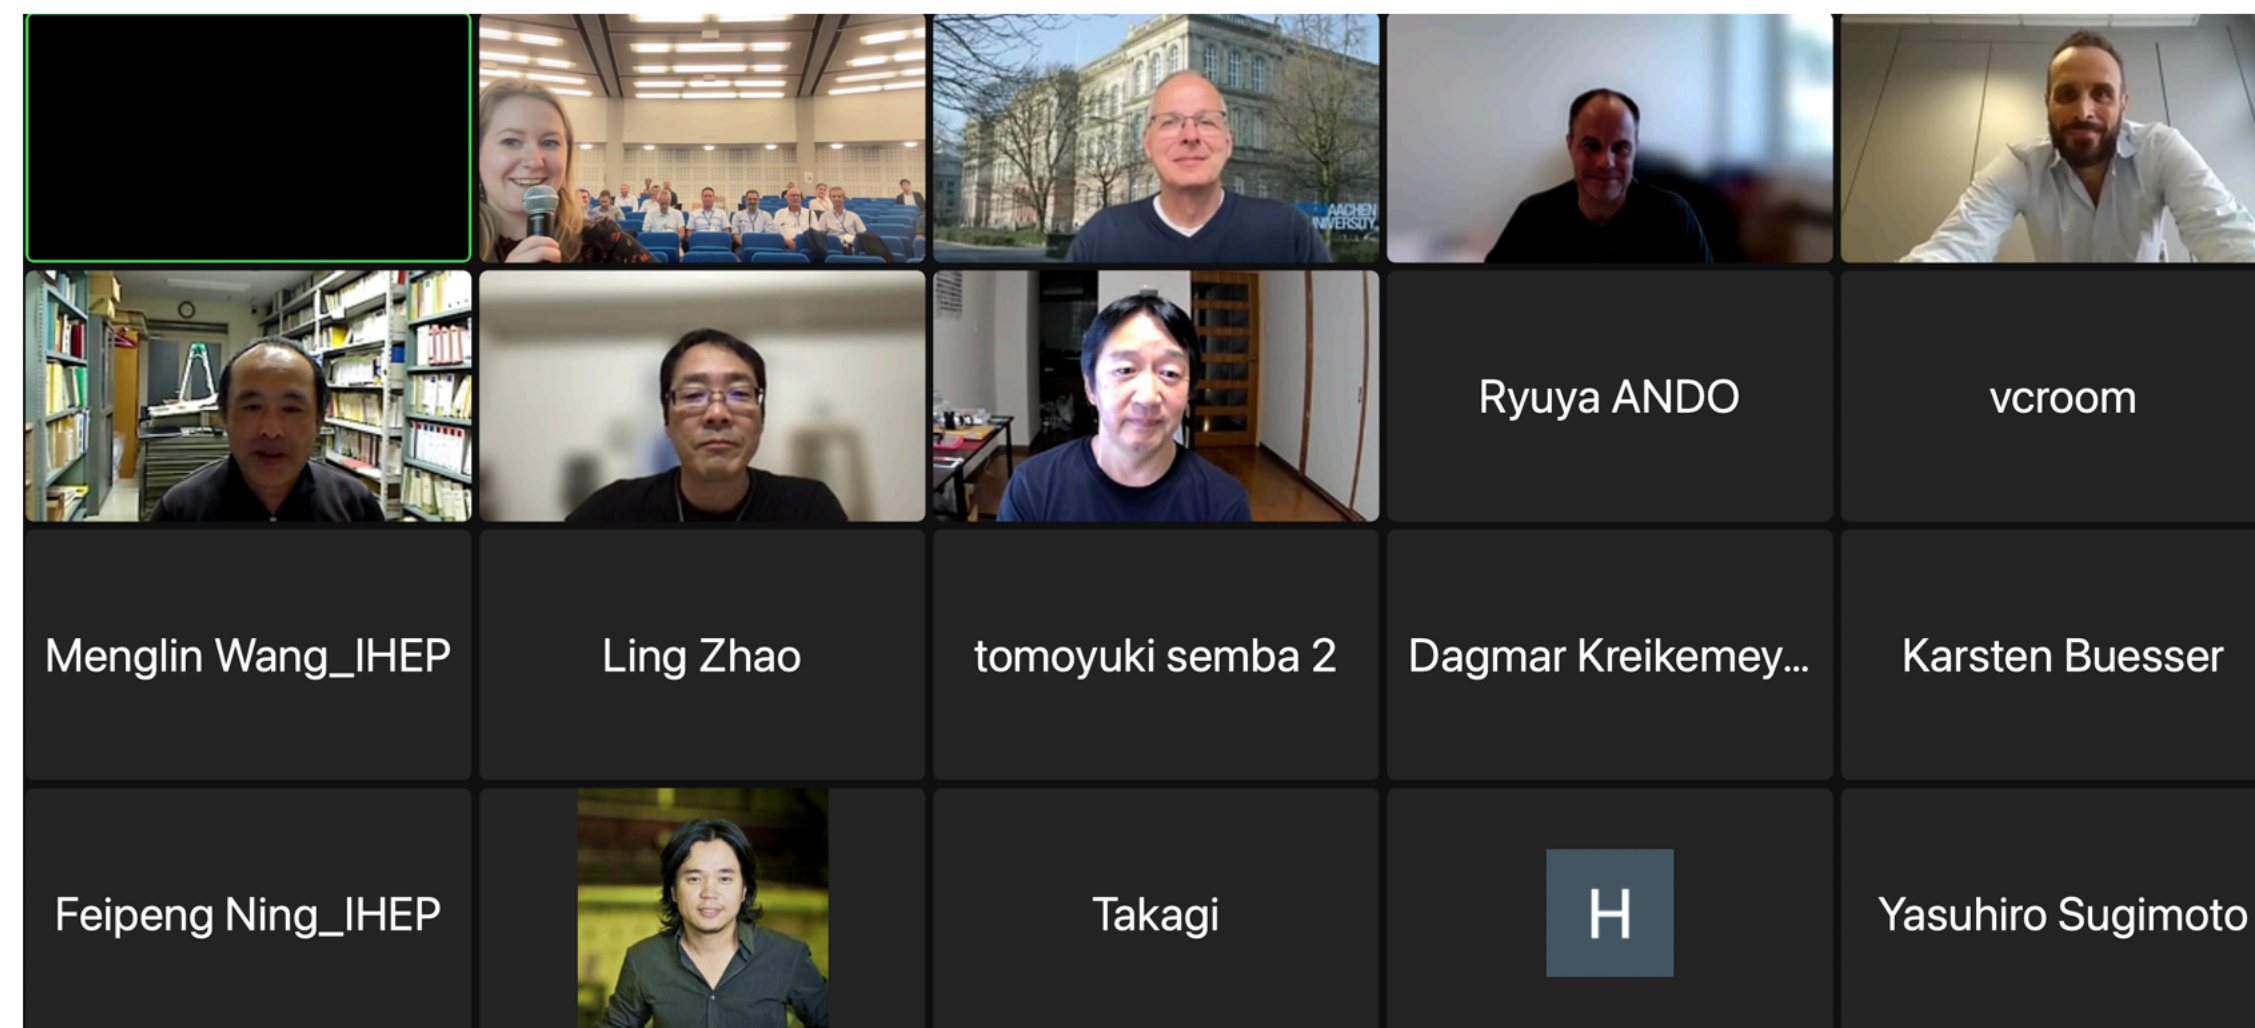 AACHEN
UNIVERSITY
Ryuya ANDO
vcroom
Menglin Wang_IHEP
Ling Zhao
tomoyuki semba 2
Dagmar Kreikemey...
Karsten Buesser
Feipeng Ning_IHEP
Takagi
H
Yasuhiro Sugimoto